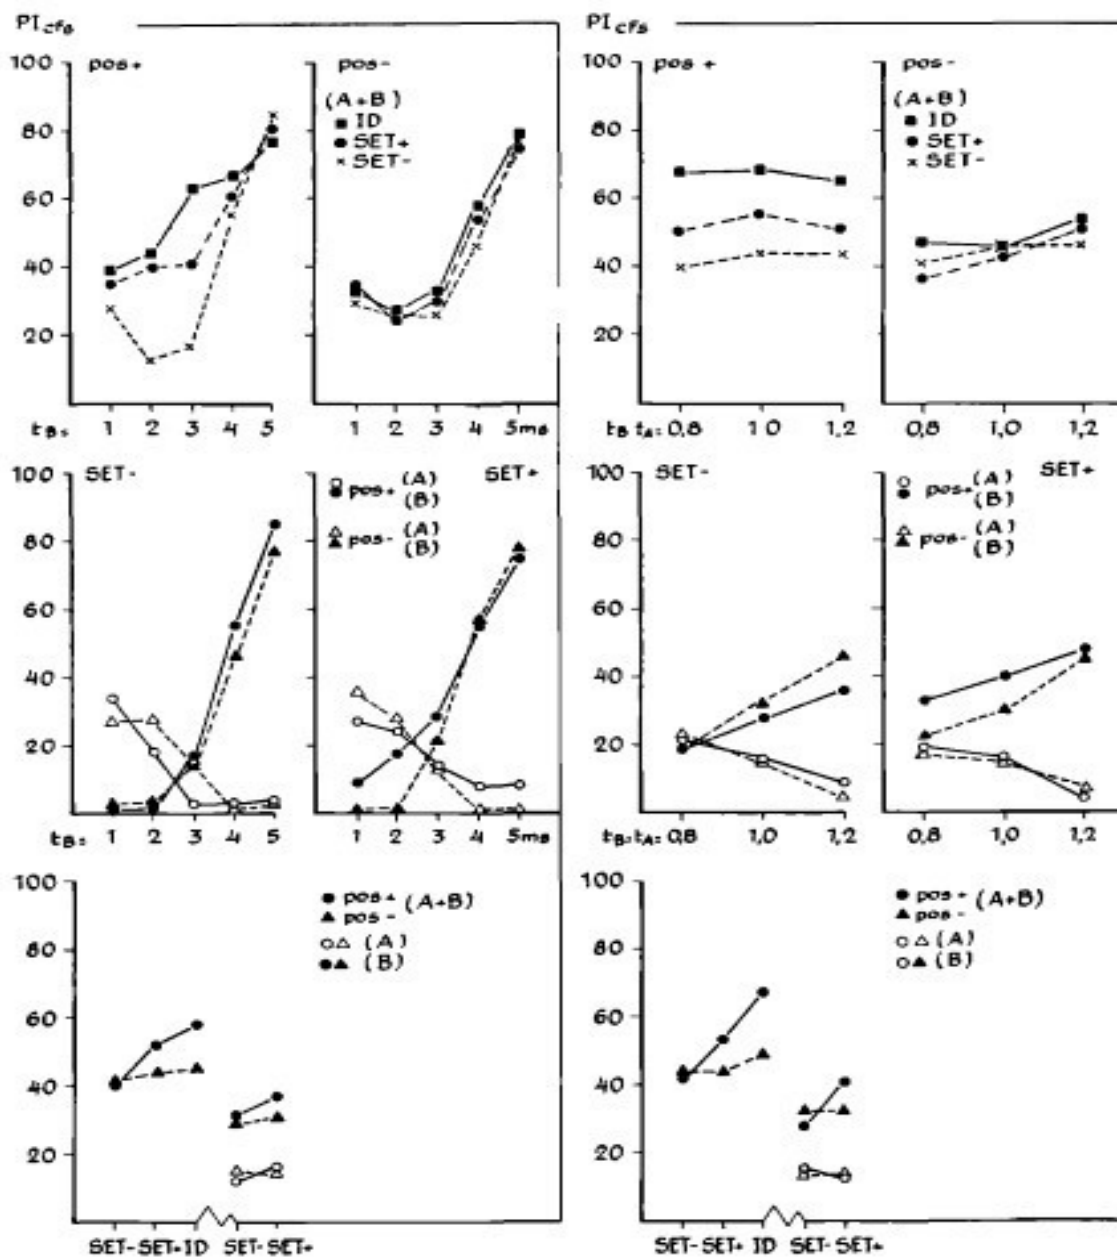 PI cfs
PI cfs
100
pos+
pos-
(A+B)
■ ID
● SET+
× SET-
80
60
40
20
tB= 1 2 3 4 5
1 2 3 4 5ms
pos+
pos-
(A+B)
■ ID
● SET+
× SET-
tB=tA= 0,8 1,0 1,2
0,8 1,0 1,2
100
80
60
40
20
SET-
○ pos+ (A)
● (B)
△ pos- (A)
▲ (B)
SET+
tB= 1 2 3 4 5
1 2 3 4 5ms
100
80
60
40
20
SET-
○ pos+ (A)
● (B)
△ pos- (A)
▲ (B)
SET+
tB=tA= 0,8 1,0 1,2
0,8 1,0 1,2
100
80
60
40
20
● pos+ (A+B)
▲ pos-
○△ (A)
●▲ (B)
SET- SET+ ID SET- SET+
100
80
60
40
20
● pos+ (A+B)
▲ pos-
○△ (A)
○▲ (B)
SET- SET+ ID SET- SET+
100
80
60
40
20